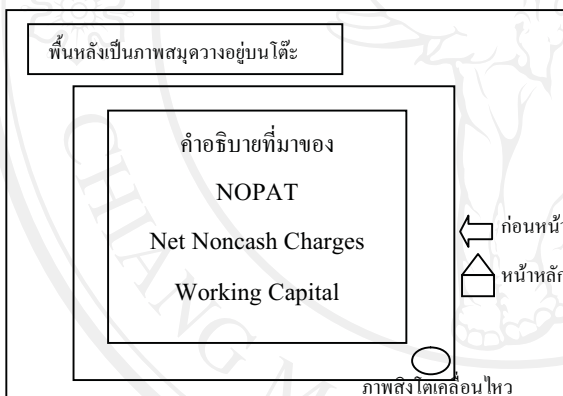 พื้นหลังเป็นภาพสมุดวางอยู่บนโต๊ะ
คำอธิบายที่มาของ
NOPAT
Net Noncash Charges
Working Capital
ก่อนหน้า
หน้าหลัก
ภาพสิงโตเคลื่อนไหว
CHIANG M